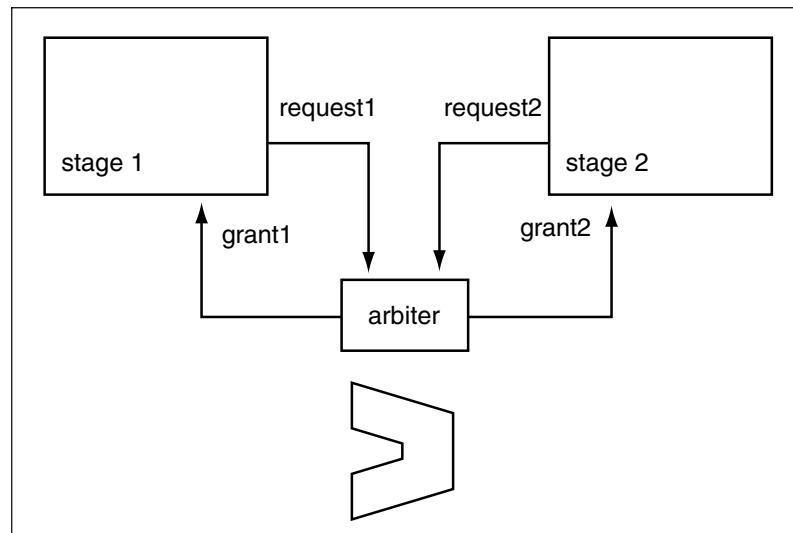 request1
request2
stage 1
stage 2
grant1
grant2
arbiter